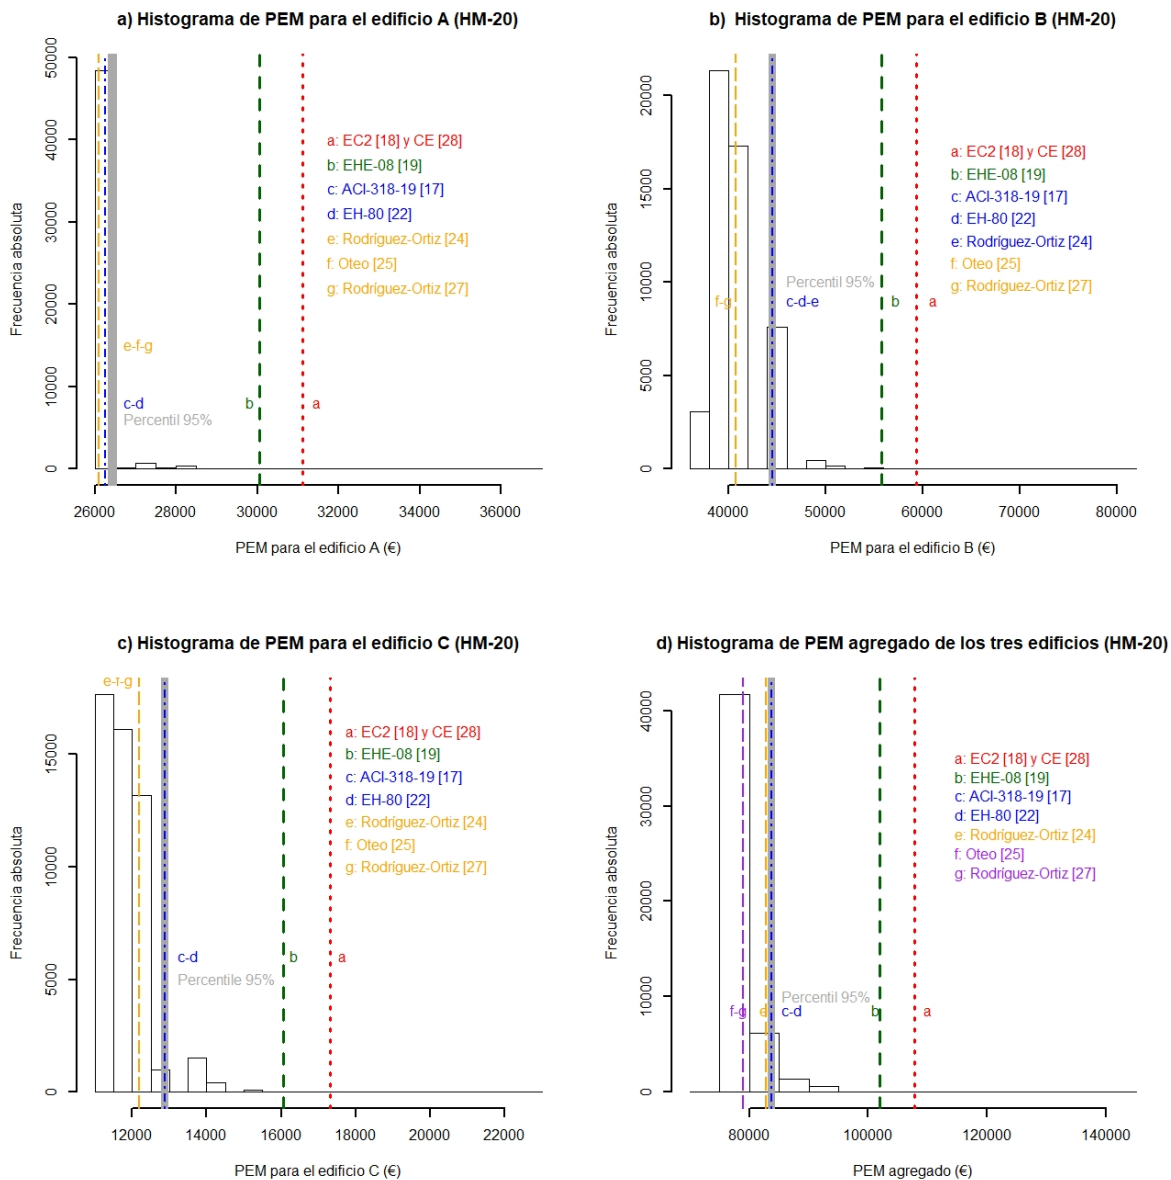 a) Histograma de PEM para el edificio A (HM-20)
Frecuencia absoluta
50000
40000
30000
20000
10000
0
a: EC2 [18] y CE [28]
b: EHE-08 [19]
c: ACI-318-19 [17]
d: EH-80 [22]
e: Rodríguez-Ortiz [24]
f: Oteo [25]
g: Rodríguez-Ortiz [27]
e-f-g
c-d
b
a
Percentil 95%
26000 28000 30000 32000 34000 36000
PEM para el edificio A (€)
b) Histograma de PEM para el edificio B (HM-20)
Frecuencia absoluta
20000
15000
10000
5000
0
a: EC2 [18] y CE [28]
b: EHE-08 [19]
c: ACI-318-19 [17]
d: EH-80 [22]
e: Rodríguez-Ortiz [24]
f: Oteo [25]
g: Rodríguez-Ortiz [27]
Percentil 95%
f-g
c-d-e
b
a
40000 50000 60000 70000 80000
PEM para el edificio B (€)
c) Histograma de PEM para el edificio C (HM-20)
e-f-g
Frecuencia absoluta
15000
10000
5000
0
a: EC2 [18] y CE [28]
b: EHE-08 [19]
c: ACI-318-19 [17]
d: EH-80 [22]
e: Rodríguez-Ortiz [24]
f: Oteo [25]
g: Rodríguez-Ortiz [27]
c-d
b
a
Percentile 95%
12000 14000 16000 18000 20000 22000
PEM para el edificio C (€)
d) Histograma de PEM agregado de los tres edificios (HM-20)
Frecuencia absoluta
40000
30000
20000
10000
0
a: EC2 [18] y CE [28]
b: EHE-08 [19]
c: ACI-318-19 [17]
d: EH-80 [22]
e: Rodríguez-Ortiz [24]
f: Oteo [25]
g: Rodríguez-Ortiz [27]
Percentil 95%
f-g
e
c-d
b
a
80000 100000 120000 140000
PEM agregado (€)